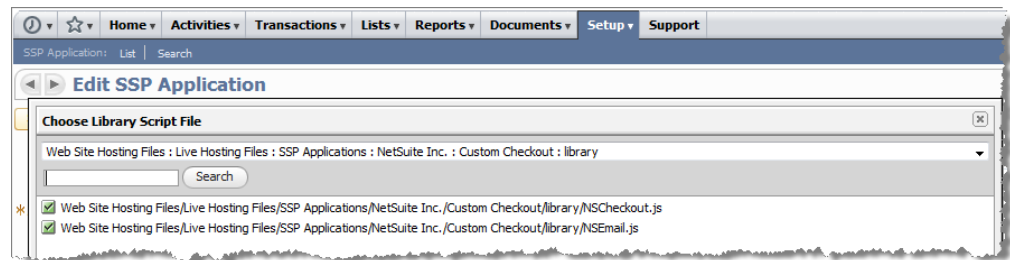 Home Activities Transactions Lists Reports Documents Setup Support
SSP Application: List Search
Edit SSP Application
Choose Library Script File
Web Site Hosting Files : Live Hosting Files : SSP Applications : NetSuite Inc. : Custom Checkout : library
Search
* Web Site Hosting Files/Live Hosting Files/SSP Applications/NetSuite Inc./Custom Checkout/library/NSCheckout.js
Web Site Hosting Files/Live Hosting Files/SSP Applications/NetSuite Inc./Custom Checkout/library/NSEmail.js